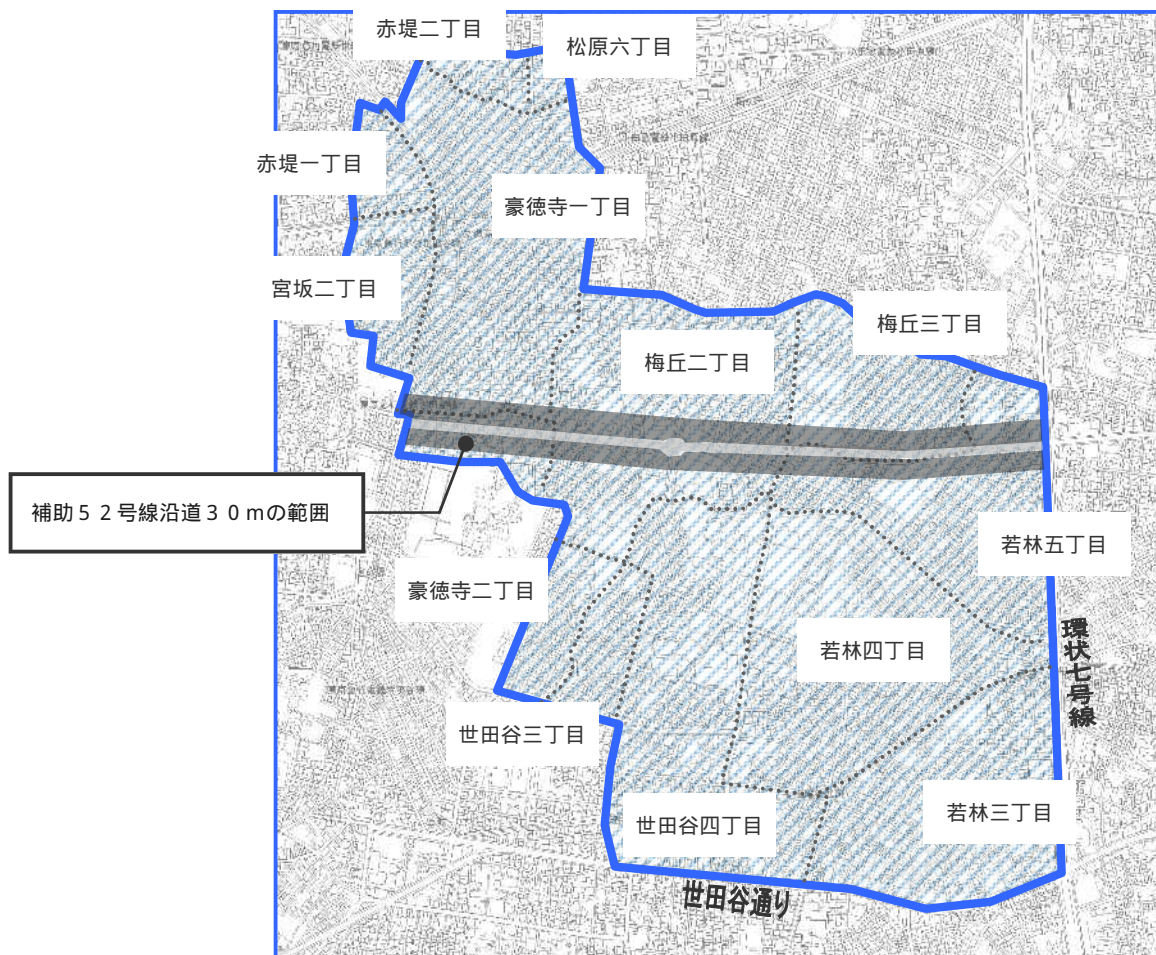 赤堤二丁目
松原六丁目
赤堤一丁目
豪徳寺一丁目
宮坂二丁目
梅丘三丁目
梅丘二丁目
補助５２号線沿道３０ｍの範囲
若林五丁目
豪徳寺二丁目
若林四丁目
環状七号線
世田谷三丁目
若林三丁目
世田谷四丁目
世田谷通り